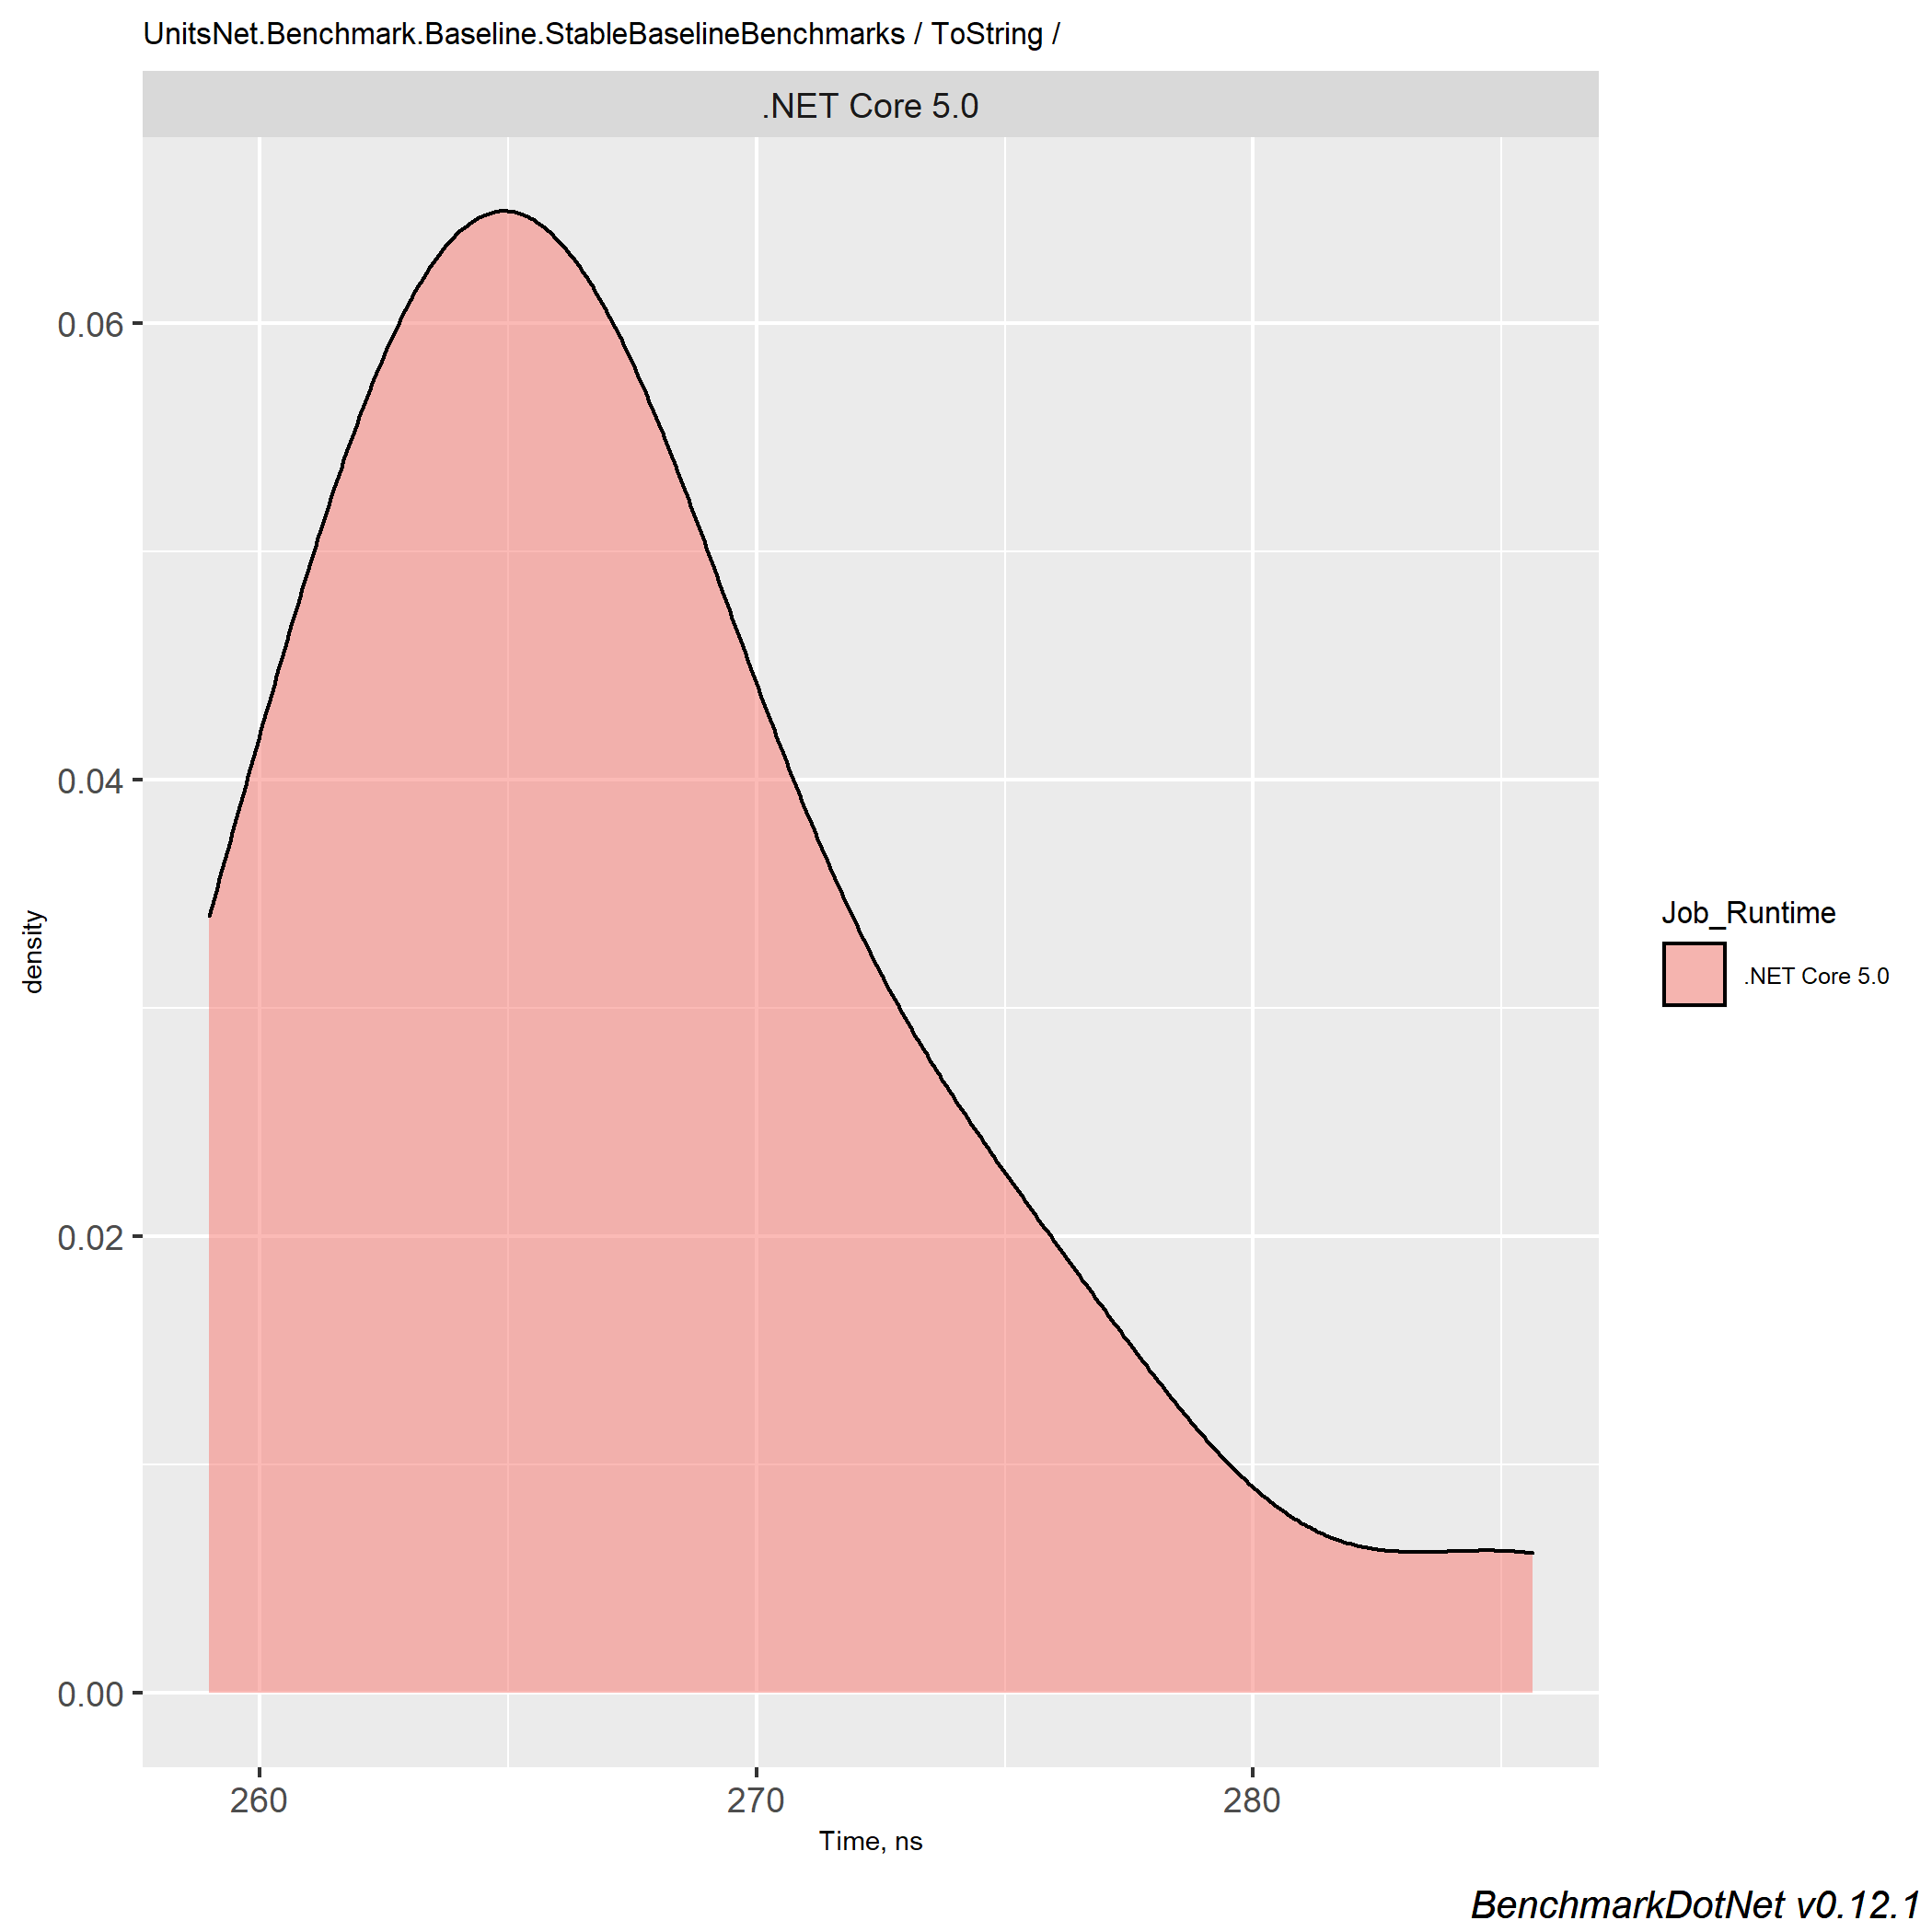 UnitsNet.Benchmark.Baseline.StableBaselineBenchmarks / ToString /
.NET Core 5.0
0.06
0.04
0.02
0.00
density
260 270 280
Time, ns
Job_Runtime
.NET Core 5.0
BenchmarkDotNet v0.12.1